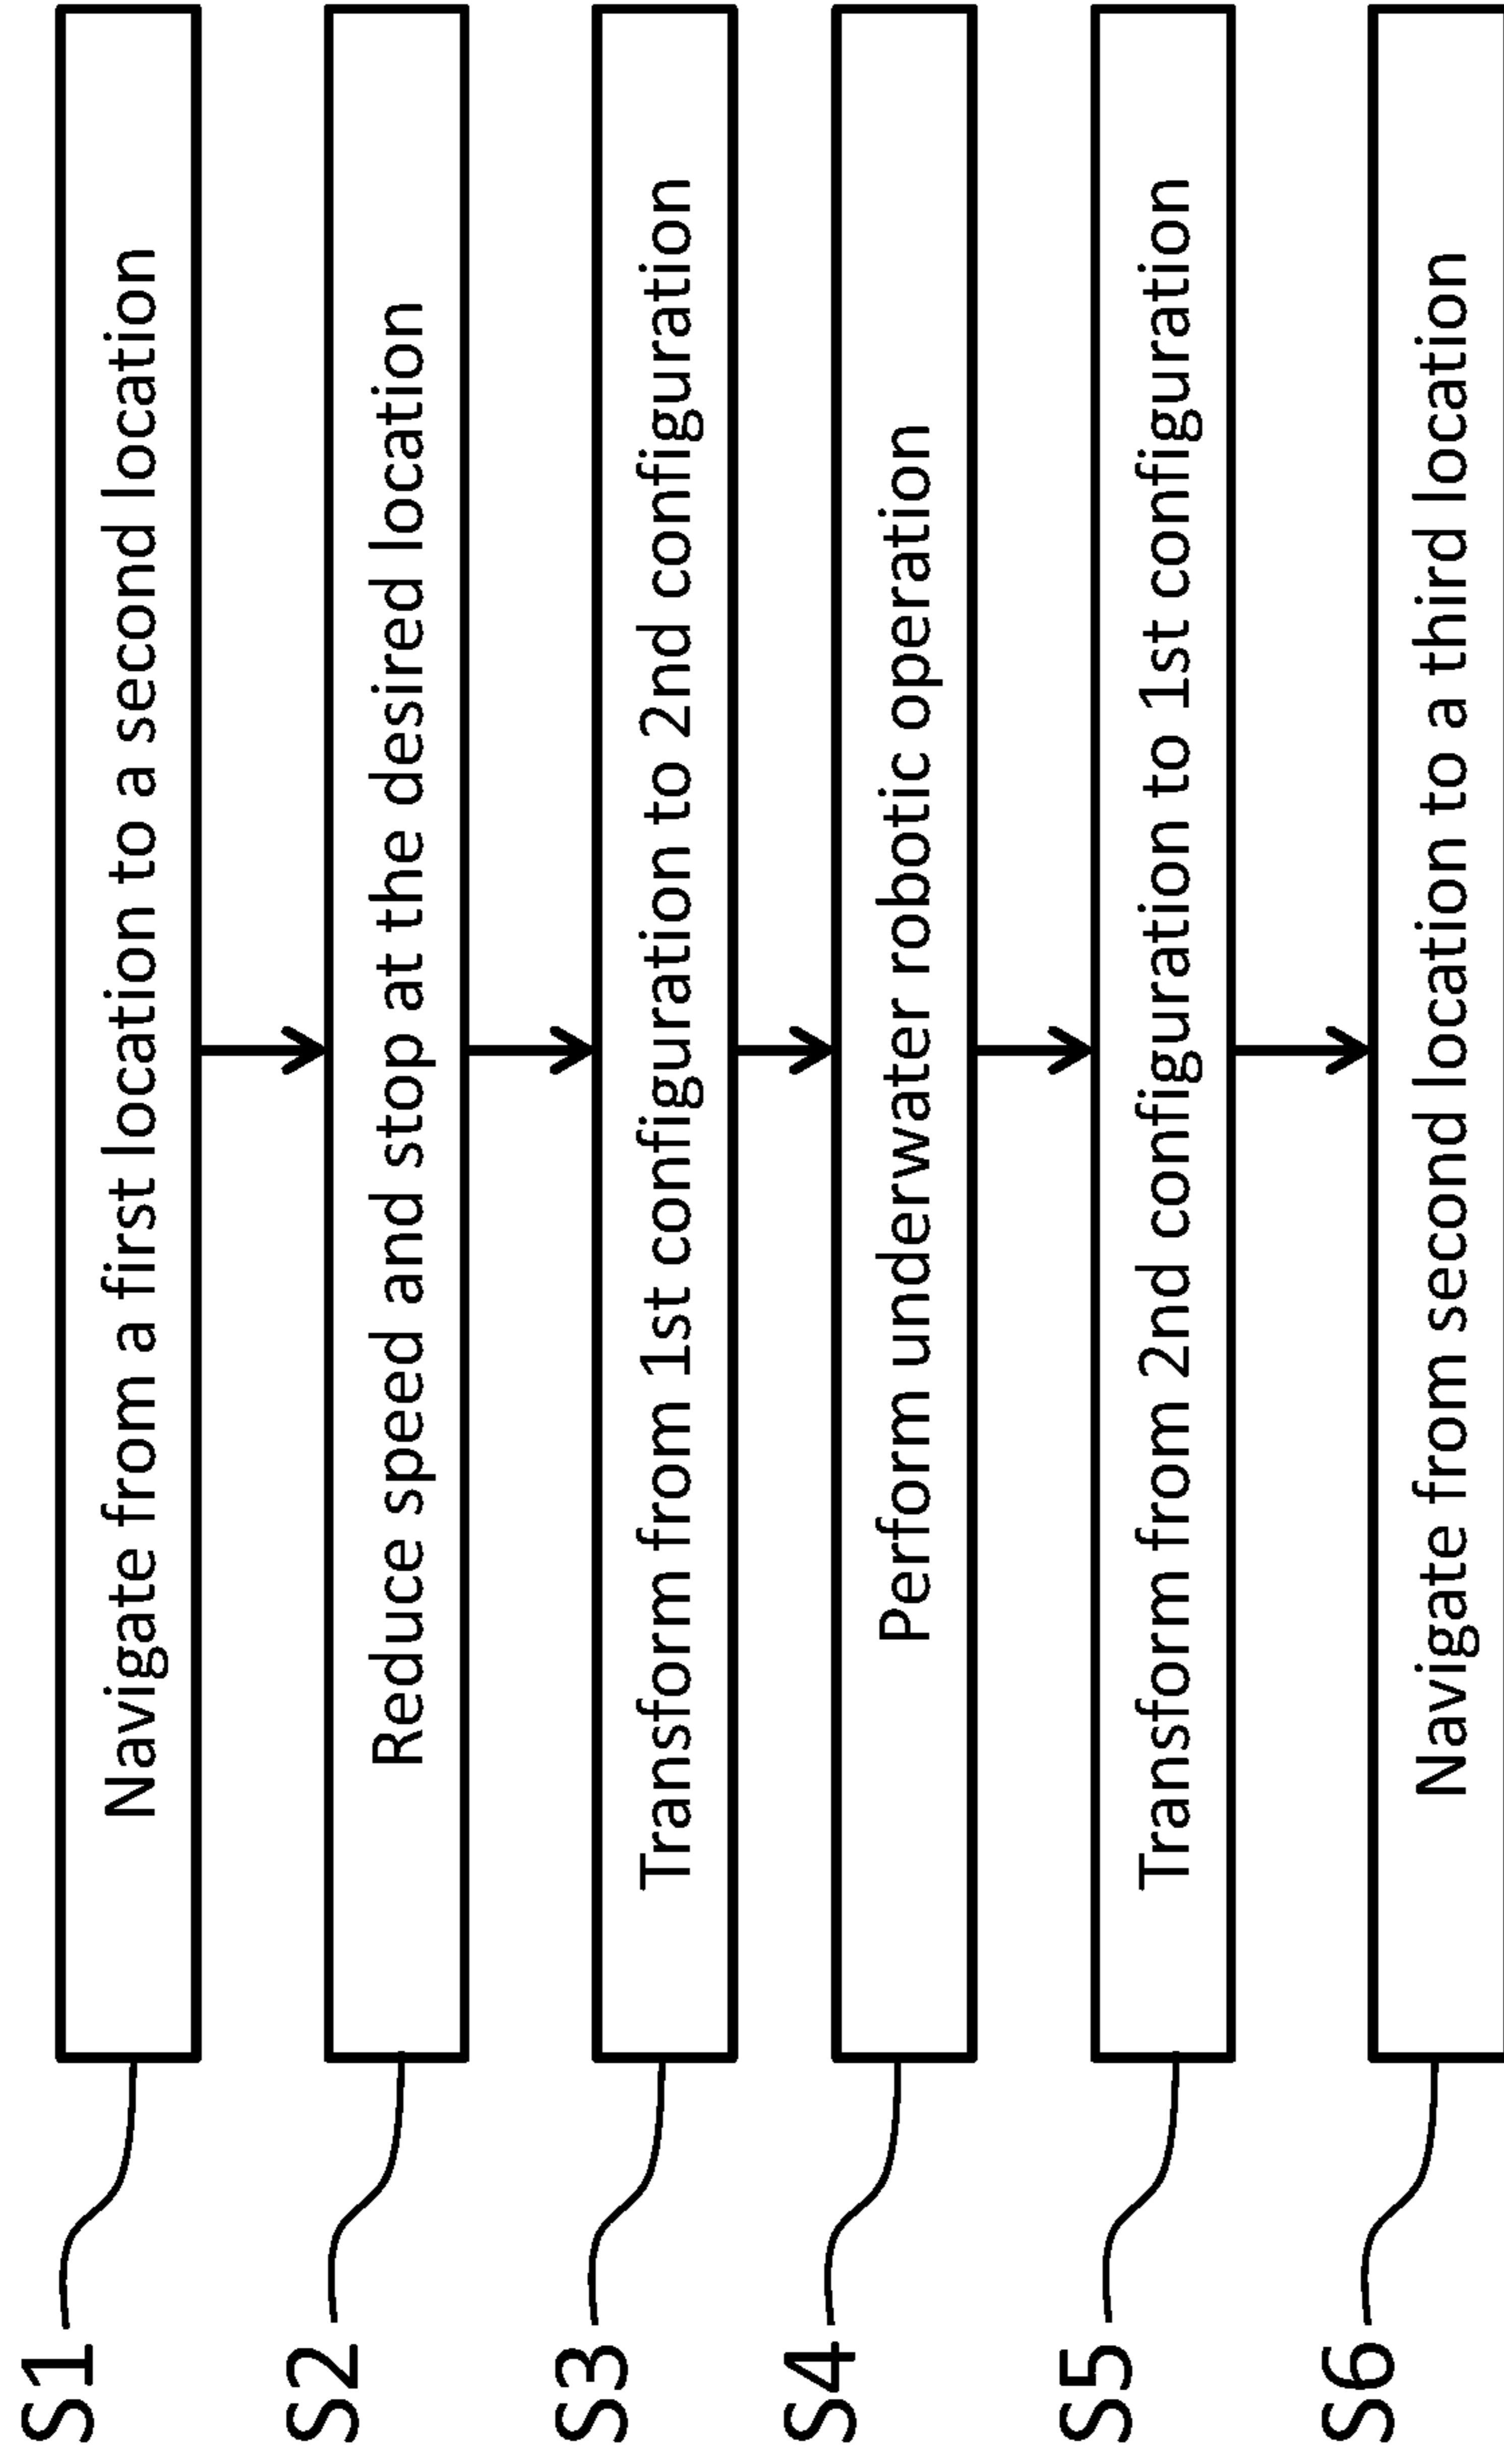 S1
Navigate from a first location to a second location
S2
Reduce speed and stop at the desired location
S3
Transform from 1st configuration to 2nd configuration
S4
Perform underwater robotic operation
S5
Transform from 2nd configuration to 1st configuration
S6
Navigate from second location to a third location